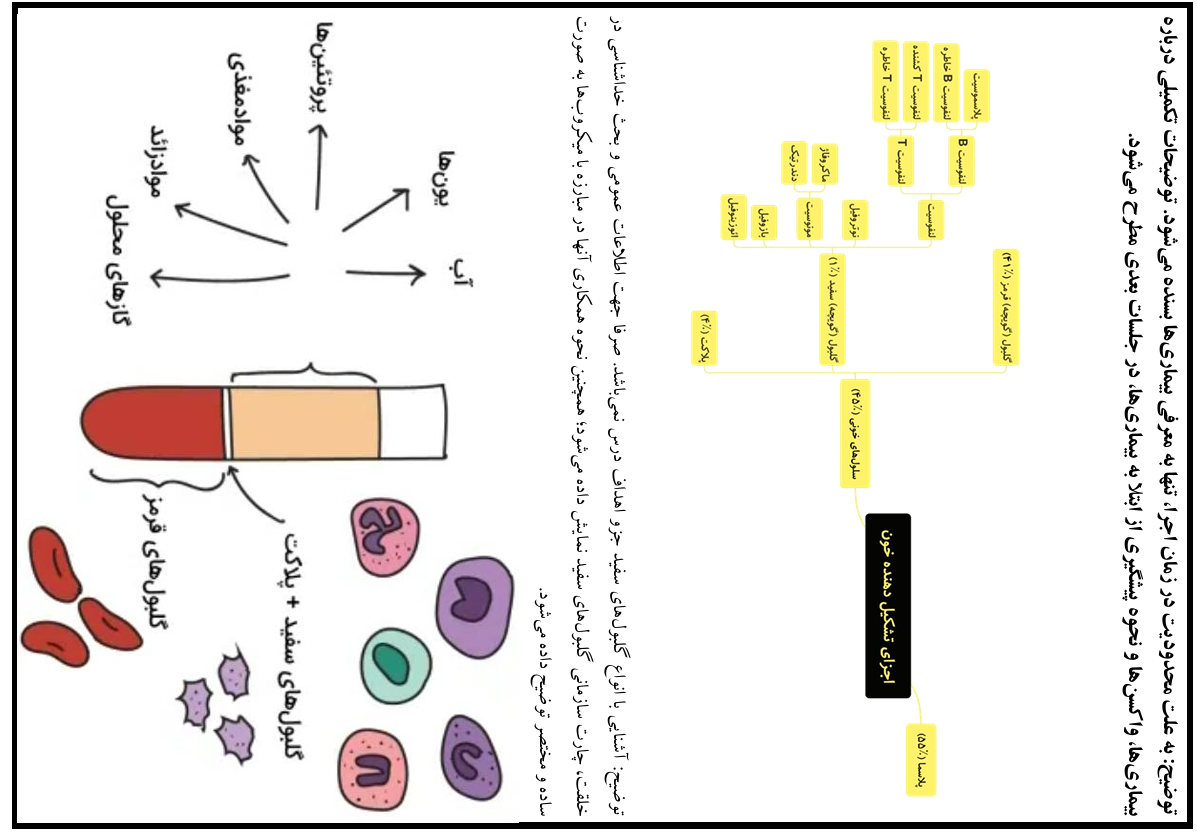 توضیح: به علت محدودیت در زمان اجرا، تنها به معرفی بیماری‌ها بسنده می‌شود. توضیحات تکمیلی درباره
بیماری‌ها، واکسن‌ها و نحوه پیشگیری از ابتلا به بیماری‌ها، در جلسات بعدی مطرح می‌شود.
اجزای تشکیل دهنده خون
پلاسما (۵۵٪)
سلول‌های خونی (۴۵٪)
گلبول (گویچه) قرمز (۴۱٪)
گلبول (گویچه) سفید (۱٪)
پلاکت (۴٪)
لنفوسیت
نوتروفیل
مونوسیت
بازوفیل
ائوزینوفیل
لنفوسیت B
لنفوسیت T
ماکروفاژ
دندرتیک
پلاسموسیت
لنفوسیت B خاطره
لنفوسیت T کشنده
لنفوسیت T خاطره
توضیح: آشنایی با انواع گلبول‌های سفید جزو اهداف درس نمی‌باشد. صرفا جهت اطلاعات عمومی و بحث خداشناسی در
خلقت، چارت سازمانی گلبول‌های سفید نمایش داده می‌شود؛ همچنین نحوه همکاری آنها در مبارزه با میکروب‌ها به صورت
ساده و مختصر توضیح داده می‌شود.
آب
یون‌ها
پروتئین‌ها
موادمغذی
موادزائد
گازهای محلول
گلبول‌های سفید + پلاکت
گلبول‌های قرمز